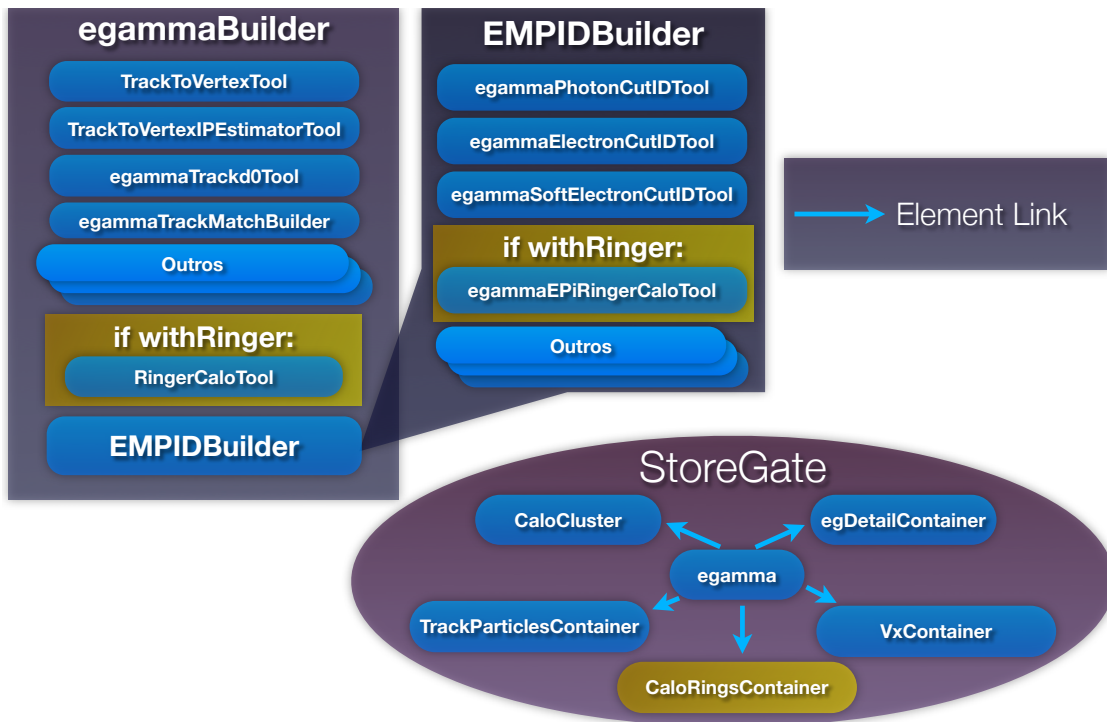 egammaBuilder
TrackToVertexTool
TrackToVertexIPEstimatorTool
egammaTrackd0Tool
egammaTrackMatchBuilder
Outros
if withRinger:
RingerCaloTool
EMPIDBuilder
EMPIDBuilder
egammaPhotonCutIDTool
egammaElectronCutIDTool
egammaSoftElectronCutIDTool
if withRinger:
egammaEPiRingerCaloTool
Outros
Element Link
StoreGate
CaloCluster
egDetailContainer
egamma
TrackParticlesContainer
VxContainer
CaloRingsContainer